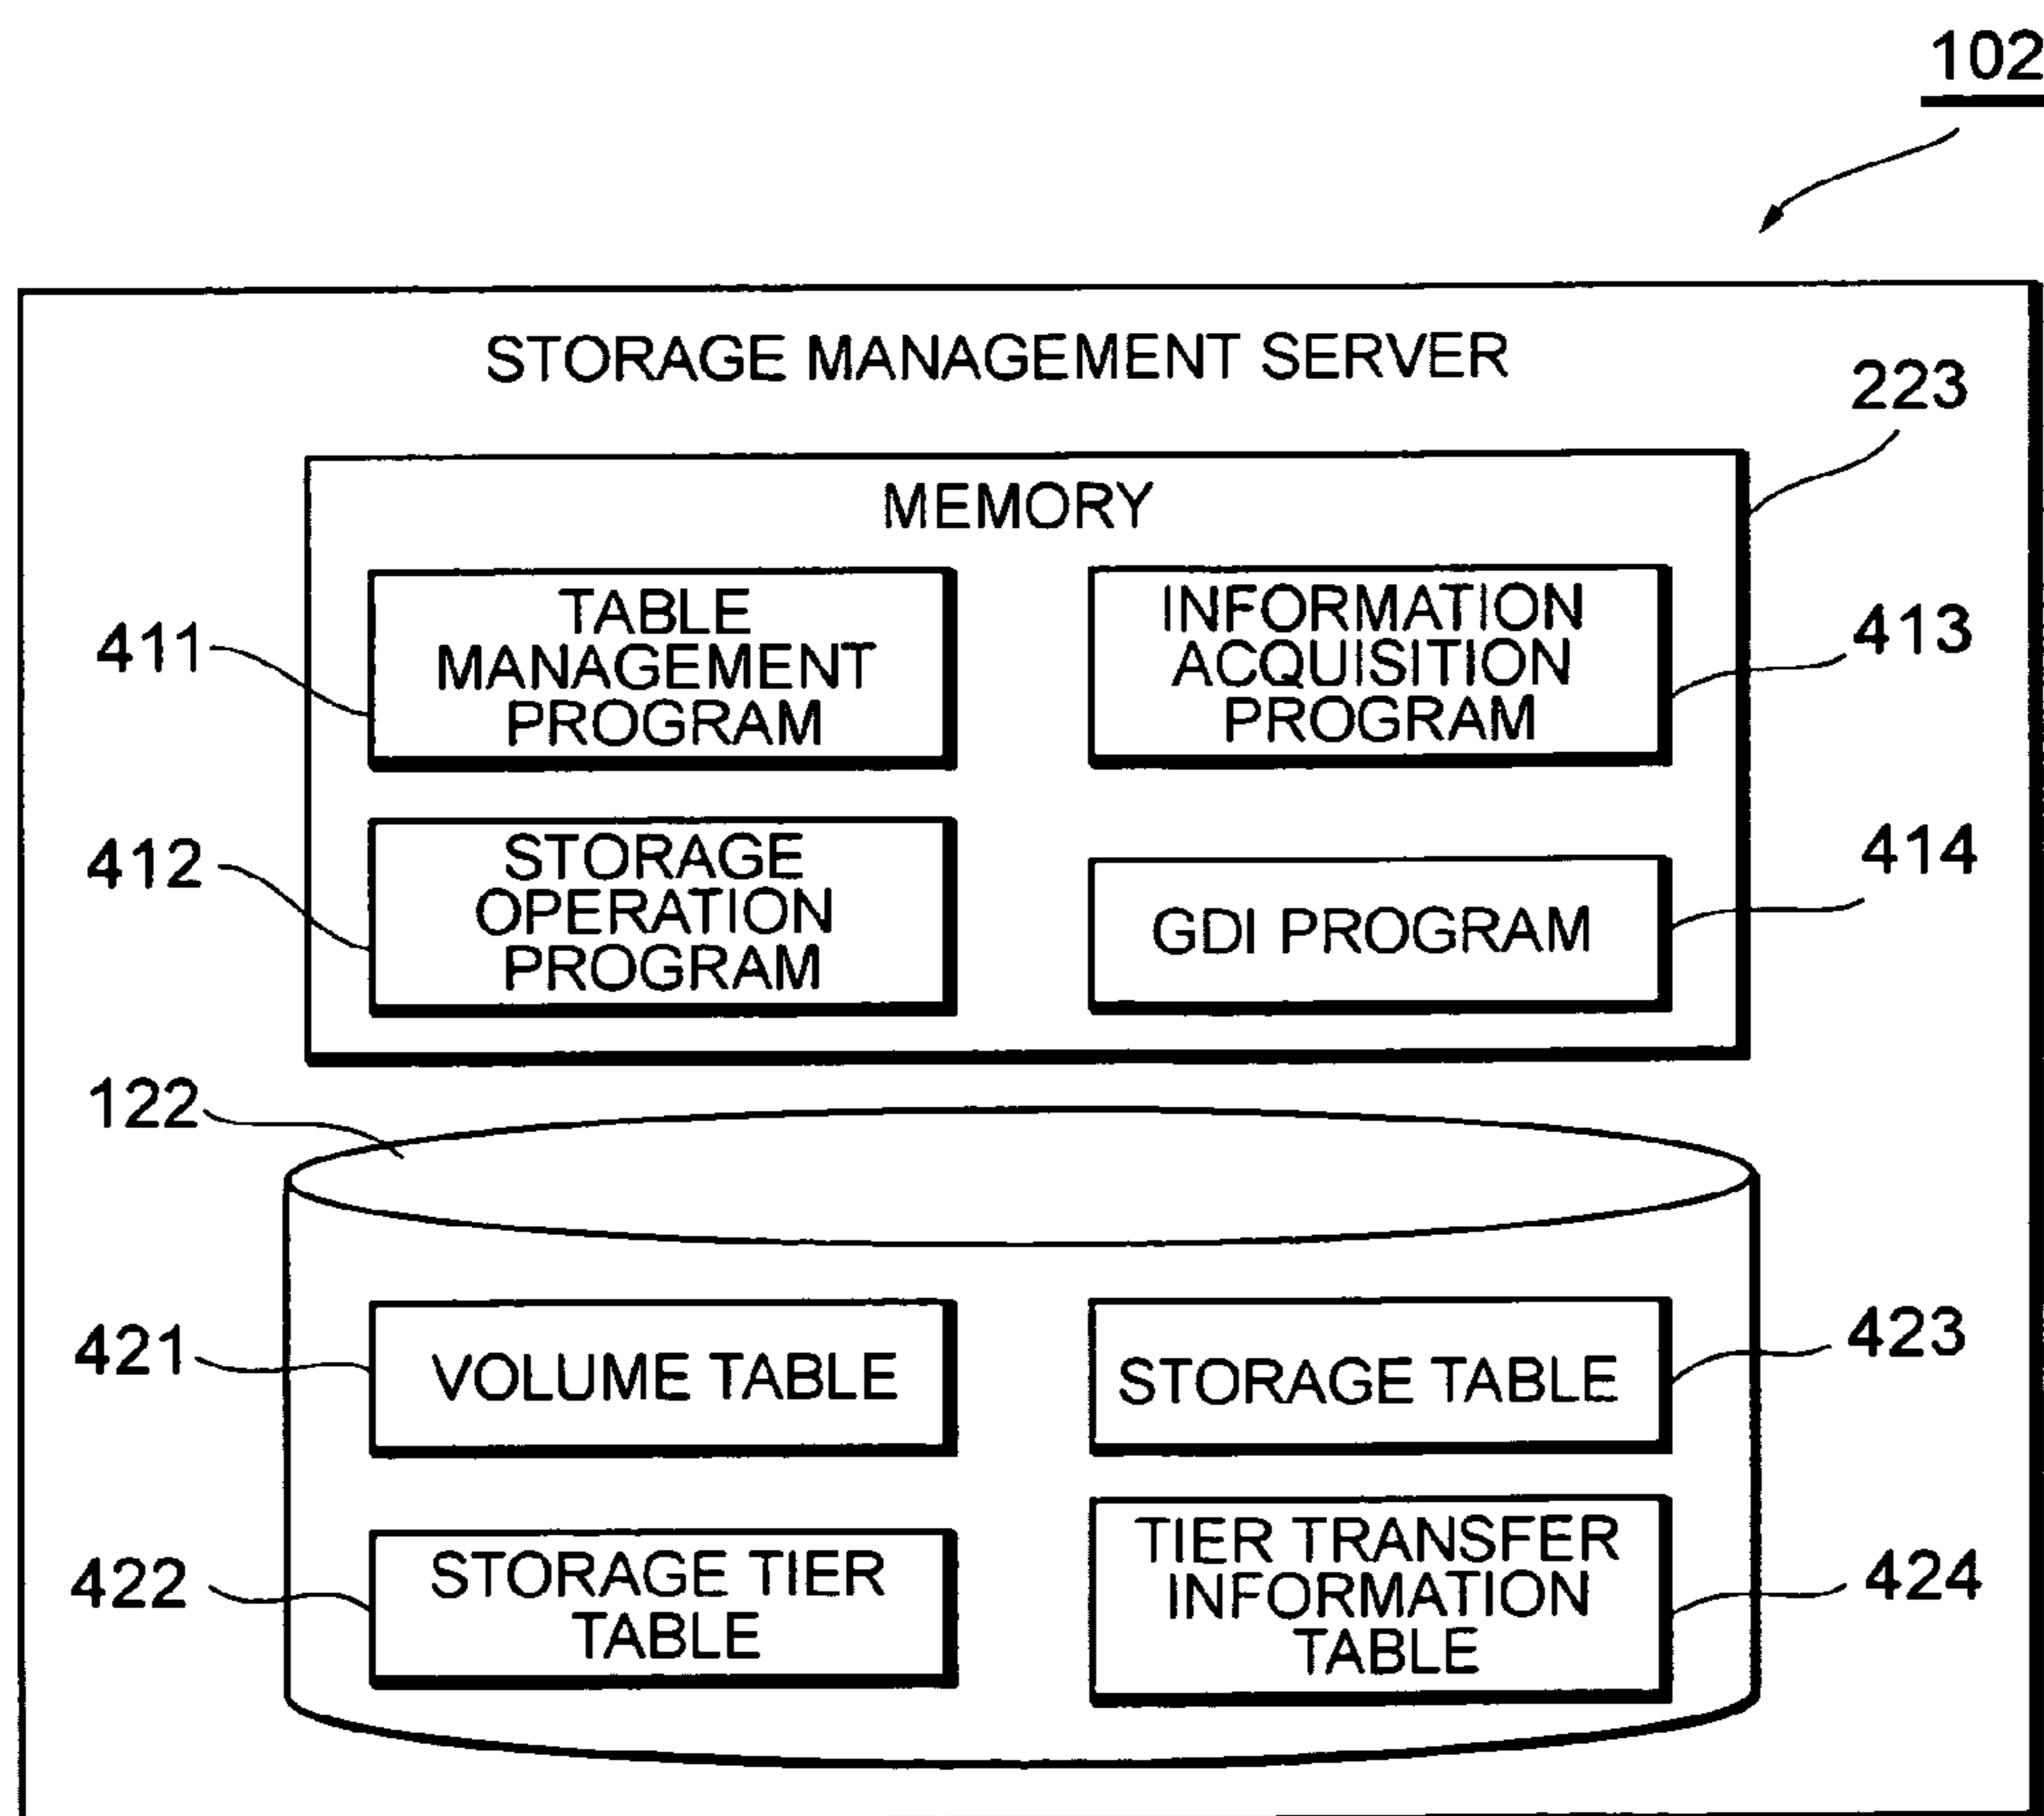 102
STORAGE MANAGEMENT SERVER
223
MEMORY
411
TABLE
MANAGEMENT
PROGRAM
INFORMATION
ACQUISITION
PROGRAM
413
412
STORAGE
OPERATION
PROGRAM
GDI PROGRAM
414
122
421
VOLUME TABLE
STORAGE TABLE
423
422
STORAGE TIER
TABLE
TIER TRANSFER
INFORMATION
TABLE
424